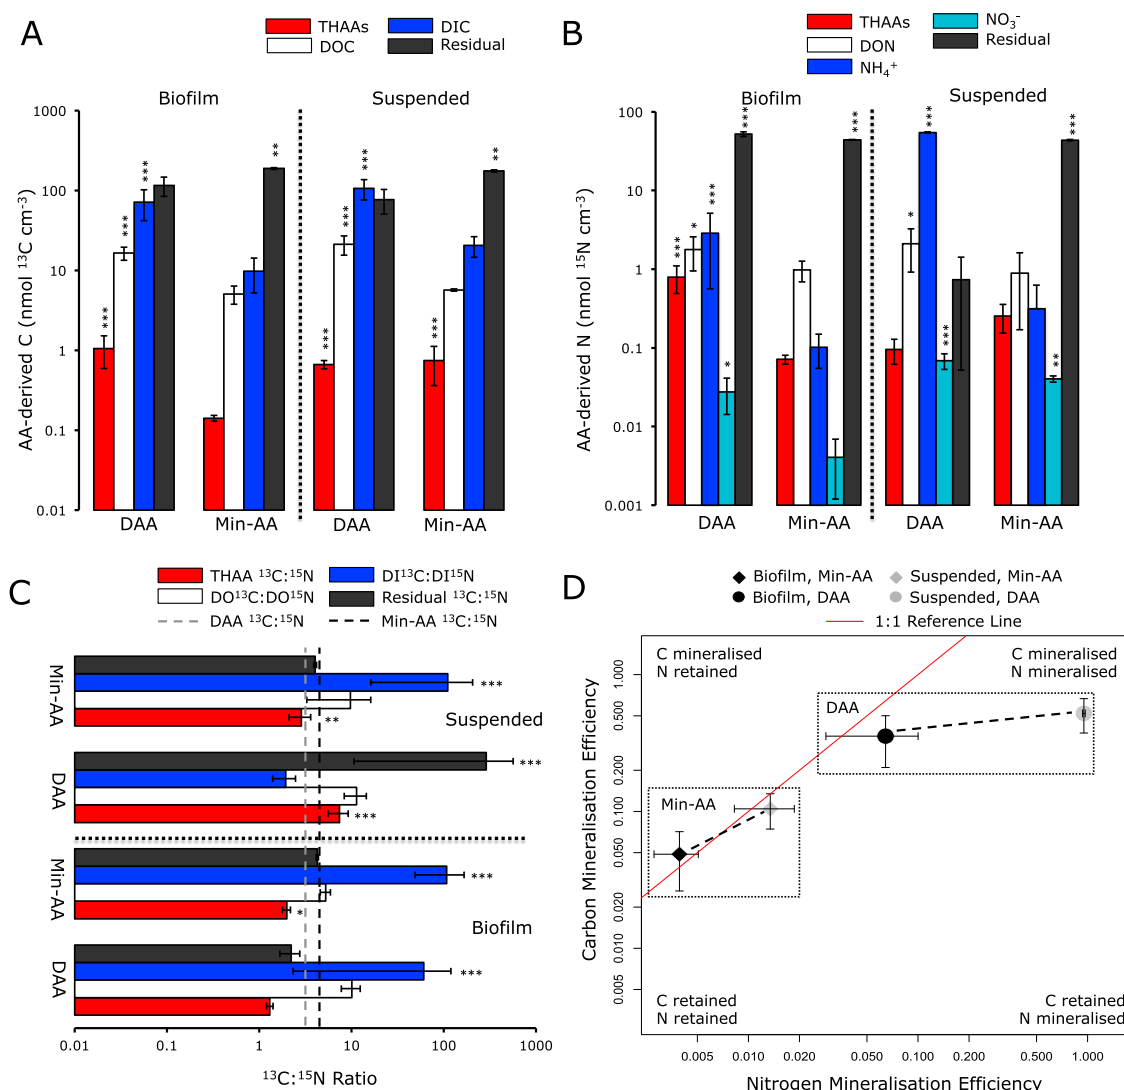 A
THAAs
DIC
DOC
Residual
Biofilm
Suspended
AA-derived C (nmol ¹³C cm⁻³)
1000
100
10
1
0.1
0.01
***
***
***
**
***
***
***
***
**
DAA
Min-AA
DAA
Min-AA
B
THAAs
NO₃⁻
DON
Residual
NH₄⁺
Biofilm
Suspended
AA-derived N (nmol ¹⁵N cm⁻³)
100
10
1
0.1
0.01
0.001
***
*
***
*
***
***
*
***
***
**
***
DAA
Min-AA
DAA
Min-AA
C
THAA ¹³C:¹⁵N
DI¹³C:DI¹⁵N
DO¹³C:DO¹⁵N
Residual ¹³C:¹⁵N
DAA ¹³C:¹⁵N
Min-AA ¹³C:¹⁵N
Min-AA
***
**
Suspended
DAA
***
***
Min-AA
***
*
Biofilm
DAA
***
0.01
0.1
1
10
100
1000
¹³C:¹⁵N Ratio
D
Biofilm, Min-AA
Suspended, Min-AA
Biofilm, DAA
Suspended, DAA
1:1 Reference Line
C mineralised
N retained
C mineralised
N mineralised
DAA
Min-AA
C retained
N retained
C retained
N mineralised
Carbon Mineralisation Efficiency
1.000
0.500
0.200
0.100
0.050
0.020
0.010
0.005
0.005
0.010
0.020
0.050
0.100
0.200
0.500
1.000
Nitrogen Mineralisation Efficiency